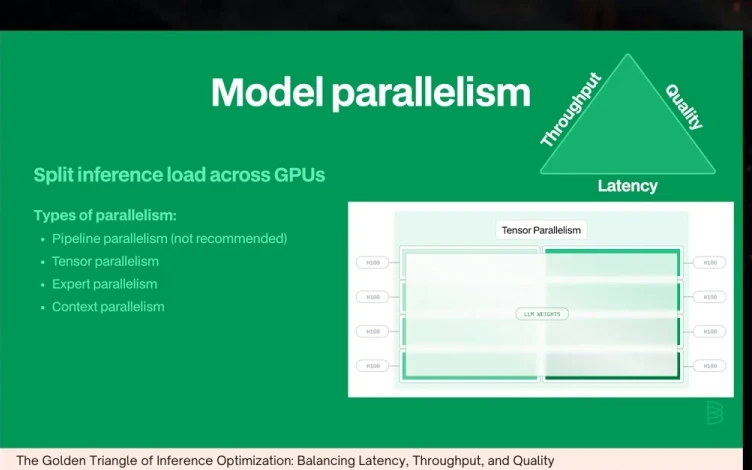 Model parallelism
Throughput
Quality
Latency
Split inference load across GPUs
Types of parallelism:
• Pipeline parallelism (not recommended)
• Tensor parallelism
• Expert parallelism
• Context parallelism
Tensor Parallelism
H100
H100
H100
H100
LLM WEIGHTS
H100
H100
H100
H100
The Golden Triangle of Inference Optimization: Balancing Latency, Throughput, and Quality